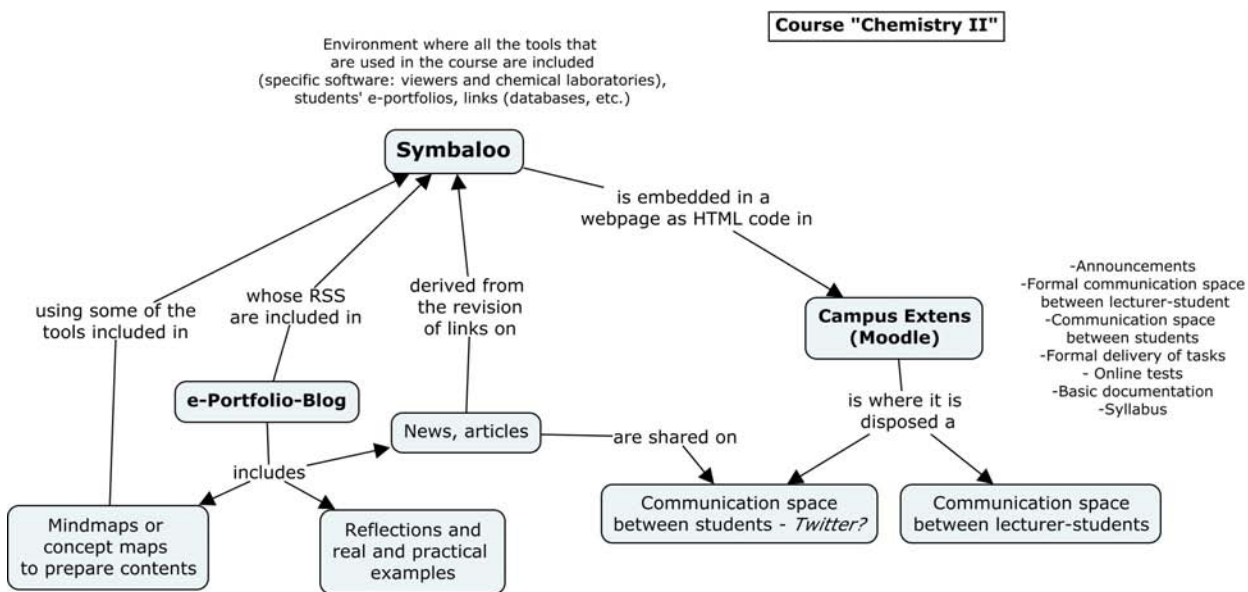 Course "Chemistry II"
Environment where all the tools that
are used in the course are included
(specific software: viewers and chemical laboratories),
students' e-portfolios, links (databases, etc.)
Symbaloo
is embedded in a
webpage as HTML code in
using some of the
tools included in
whose RSS
are included in
derived from
the revision
of links on
Campus Extens
(Moodle)
-Announcements
-Formal communication space
between lecturer-student
-Communication space
between students
-Formal delivery of tasks
- Online tests
-Basic documentation
-Syllabus
e-Portfolio-Blog
News, articles
is where it is
disposed a
are shared on
includes
Mindmaps or
concept maps
to prepare contents
Reflections and
real and practical
examples
Communication space
between students - Twitter?
Communication space
between lecturer-students